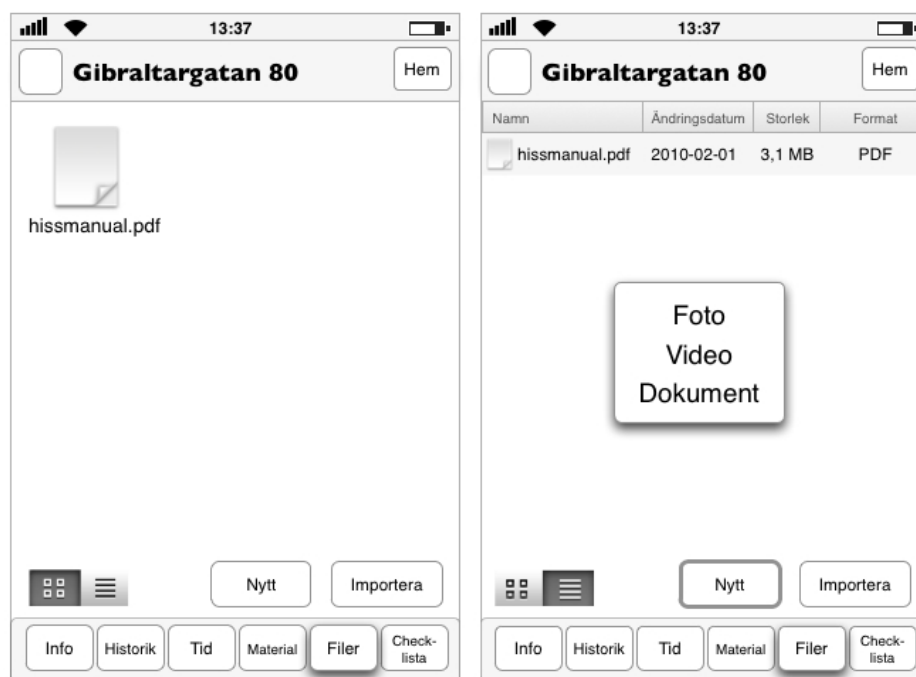 13:37
Gibraltargatan 80
Hem
hissmanual.pdf
Nytt
Importera
Info
Historik
Tid
Material
Filer
Check-
lista
13:37
Gibraltargatan 80
Hem
Namn Ändringsdatum Storlek Format
hissmanual.pdf 2010-02-01 3,1 MB PDF
Foto
Video
Dokument
Nytt
Importera
Info
Historik
Tid
Material
Filer
Check-
lista